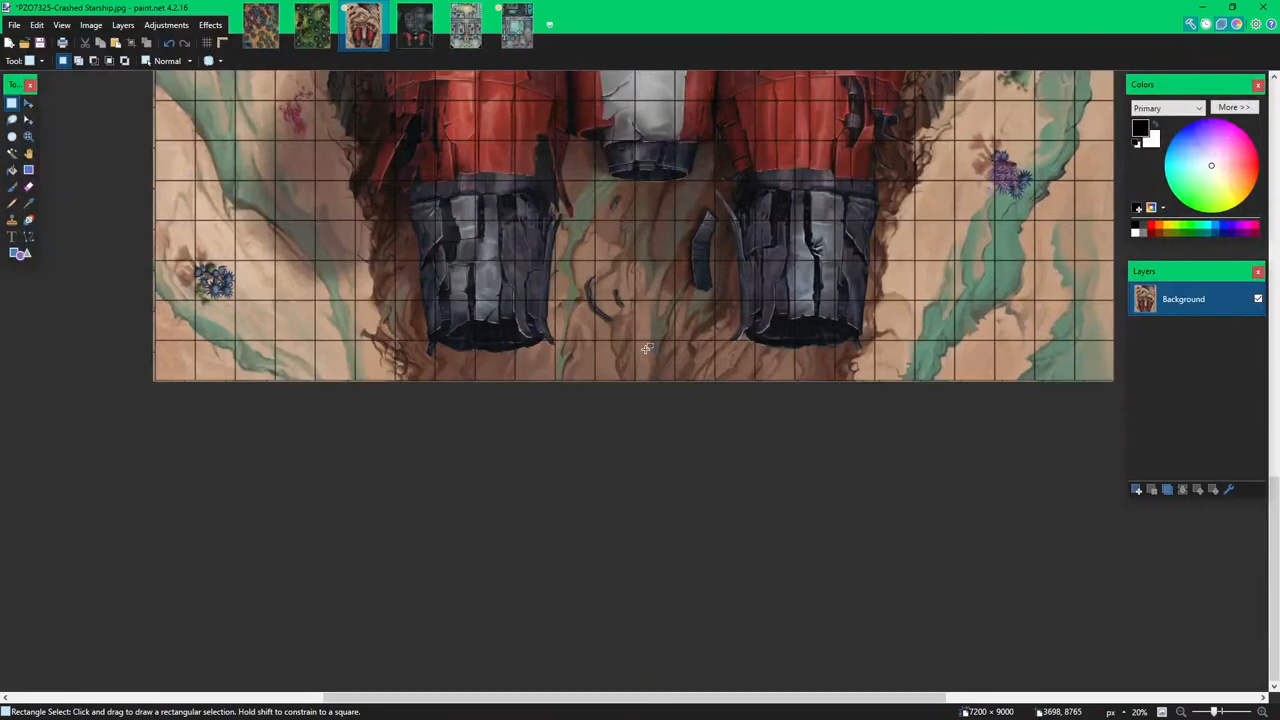 *PZO7325-Crashed Starship.jpg - paint.net 4.2.16
File Edit View Image Layers Adjustments Effects
Tool: Normal
To...
Colors
Primary More >>
Layers
Background
Rectangle Select: Click and drag to draw a rectangular selection. Hold shift to constrain to a square.
7200 × 9000 3698, 8765 px 20%